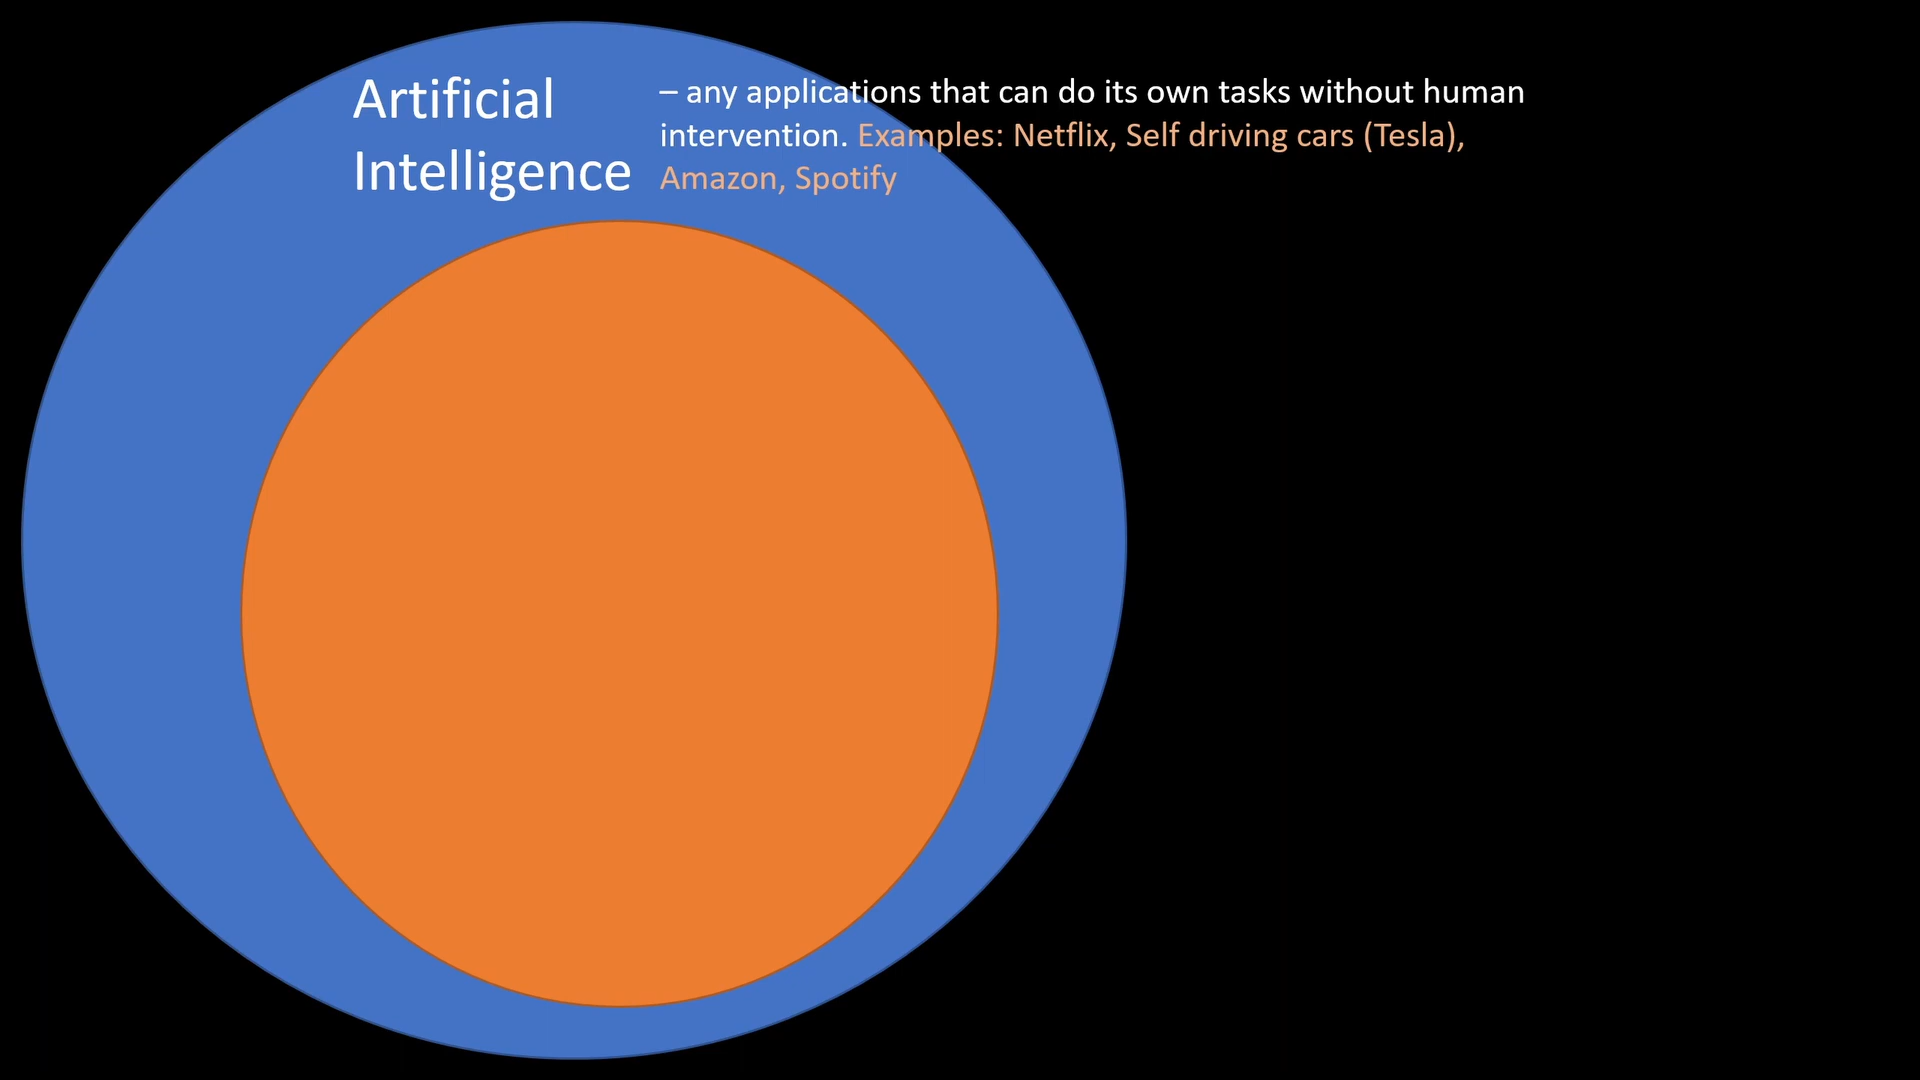 Artificial
Intelligence
– any applications that can do its own tasks without human
intervention. Examples: Netflix, Self driving cars (Tesla),
Amazon, Spotify